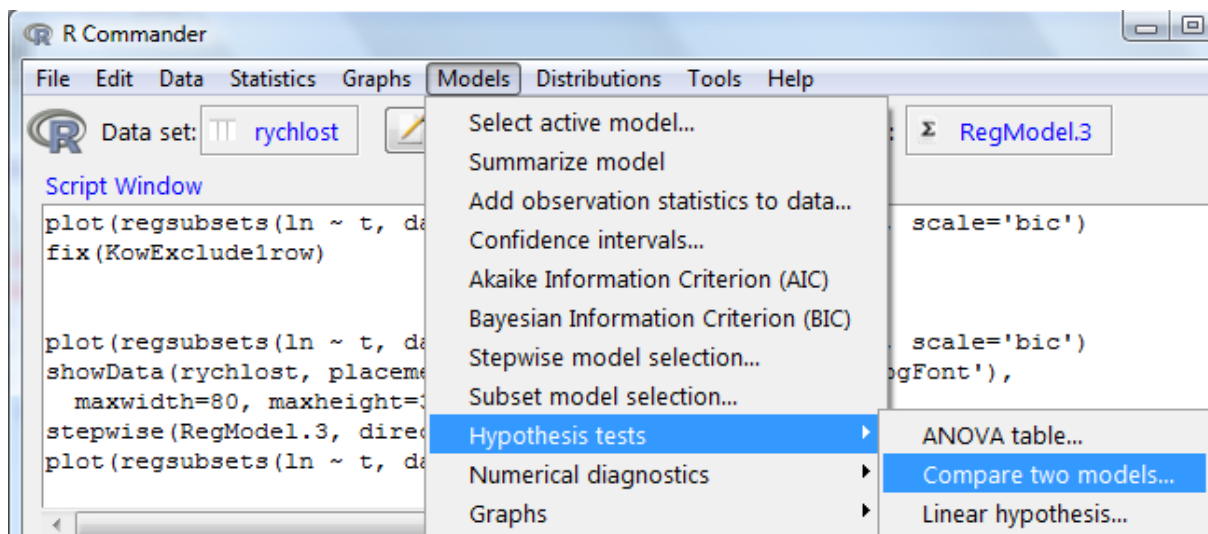 R Commander
File Edit Data Statistics Graphs Models Distributions Tools Help
Data set: rychlost : Σ RegModel.3
Script Window
plot(regsubsets(ln ~ t, da scale='bic')
fix(KowExclude1row)
plot(regsubsets(ln ~ t, da scale='bic')
showData(rychlost, placeme ogFont'),
maxwidth=80, maxheight=3
stepwise(RegModel.3, direc
plot(regsubsets(ln ~ t, da
Select active model...
Summarize model
Add observation statistics to data...
Confidence intervals...
Akaike Information Criterion (AIC)
Bayesian Information Criterion (BIC)
Stepwise model selection...
Subset model selection...
Hypothesis tests
Numerical diagnostics
Graphs
ANOVA table...
Compare two models...
Linear hypothesis...